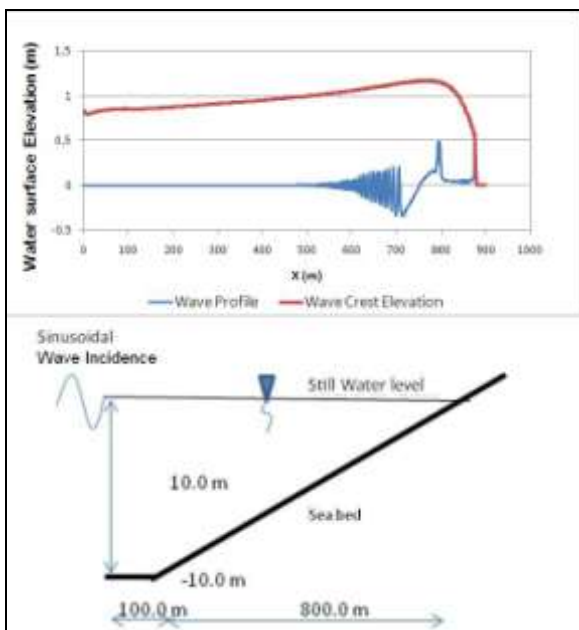 Water surface Elevation (m)
1,5
1
0,5
0
-0,5
0
100
200
300
400
500
600
700
800
900
1000
X (m)
Wave Profile
Wave Crest Elevation
Sinusoidal
Wave Incidence
Still Water level
10.0 m
Sea bed
-10.0 m
100.0 m
800.0 m